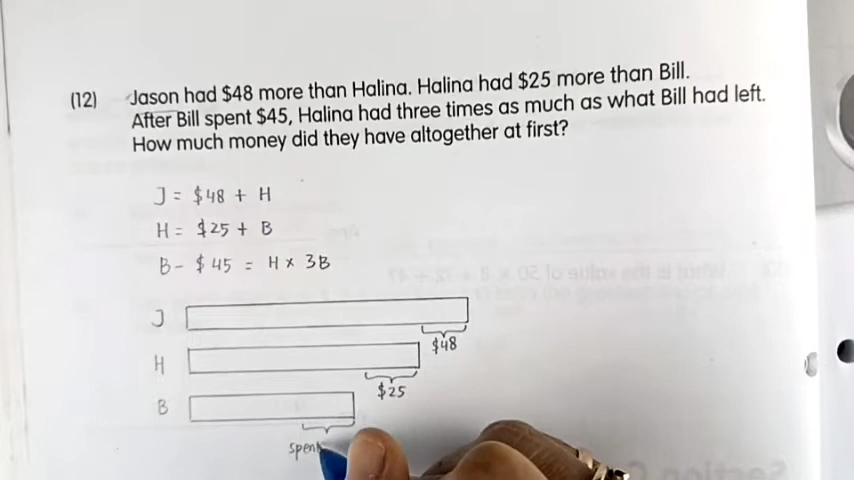 (12) Jason had $48 more than Halina. Halina had $25 more than Bill.
After Bill spent $45, Halina had three times as much as what Bill had left.
How much money did they have altogether at first?
J = $48 + H
H = $25 + B
B - $45 = H × 3B
J
$48
H
$25
B
spent